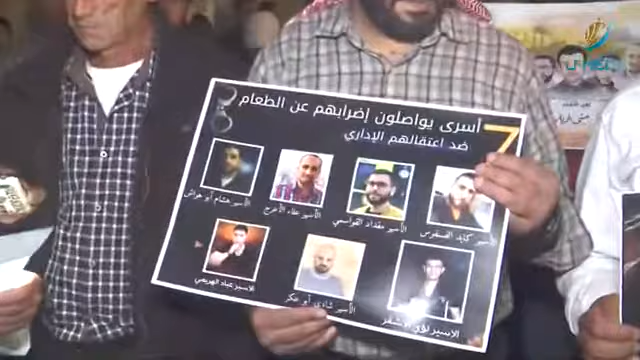 7 أسرى يواصلون إضرابهم عن الطعام
ضد اعتقالهم الإداري
الأسير هشام أبو هواش
الأسير علاء الأعرج
الأسير مقداد القواسمي
الأسير كايد الفسفوس
الأسير عياد الهريمي
الأسير شادي أبو عكر
الأسير لؤي الأشقر